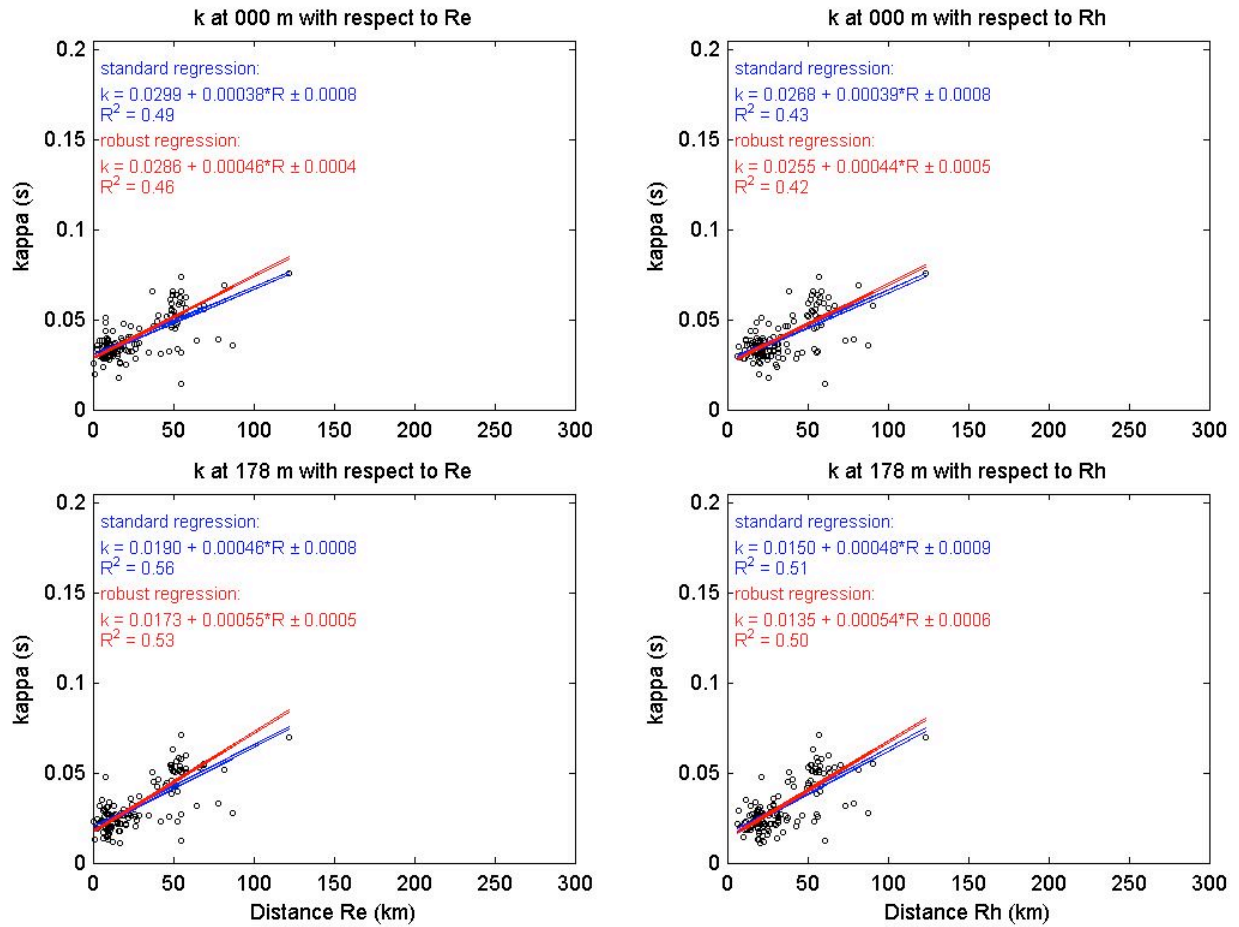 k at 000 m with respect to Re
standard regression:
k = 0.0299 + 0.00038*R ± 0.0008
R² = 0.49
robust regression:
k = 0.0286 + 0.00046*R ± 0.0004
R² = 0.46
kappa (s)
0.2
0.15
0.1
0.05
0
0 50 100 150 200 250 300
k at 000 m with respect to Rh
standard regression:
k = 0.0268 + 0.00039*R ± 0.0008
R² = 0.43
robust regression:
k = 0.0255 + 0.00044*R ± 0.0005
R² = 0.42
kappa (s)
0.2
0.15
0.1
0.05
0
0 50 100 150 200 250 300
k at 178 m with respect to Re
standard regression:
k = 0.0190 + 0.00046*R ± 0.0008
R² = 0.56
robust regression:
k = 0.0173 + 0.00055*R ± 0.0005
R² = 0.53
kappa (s)
0.2
0.15
0.1
0.05
0
0 50 100 150 200 250 300
Distance Re (km)
k at 178 m with respect to Rh
standard regression:
k = 0.0150 + 0.00048*R ± 0.0009
R² = 0.51
robust regression:
k = 0.0135 + 0.00054*R ± 0.0006
R² = 0.50
kappa (s)
0.2
0.15
0.1
0.05
0
0 50 100 150 200 250 300
Distance Rh (km)